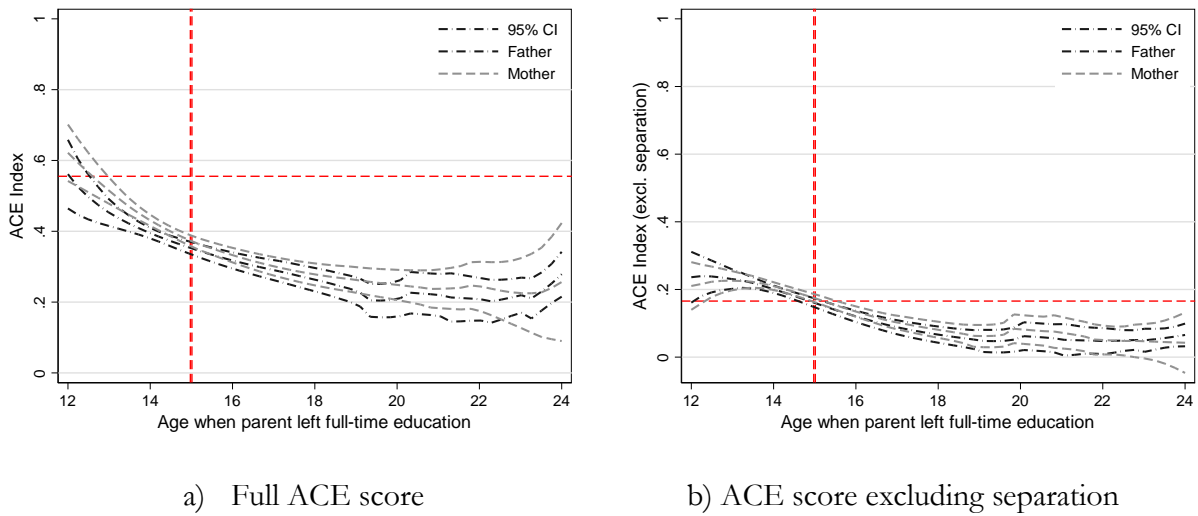 1
.8
.6
.4
.2
0
ACE Index
12 14 16 18 20 22 24
Age when parent left full-time education
95% CI
Father
Mother
a) Full ACE score
1
.8
.6
.4
.2
0
ACE Index (excl. separation)
12 14 16 18 20 22 24
Age when parent left full-time education
95% CI
Father
Mother
b) ACE score excluding separation